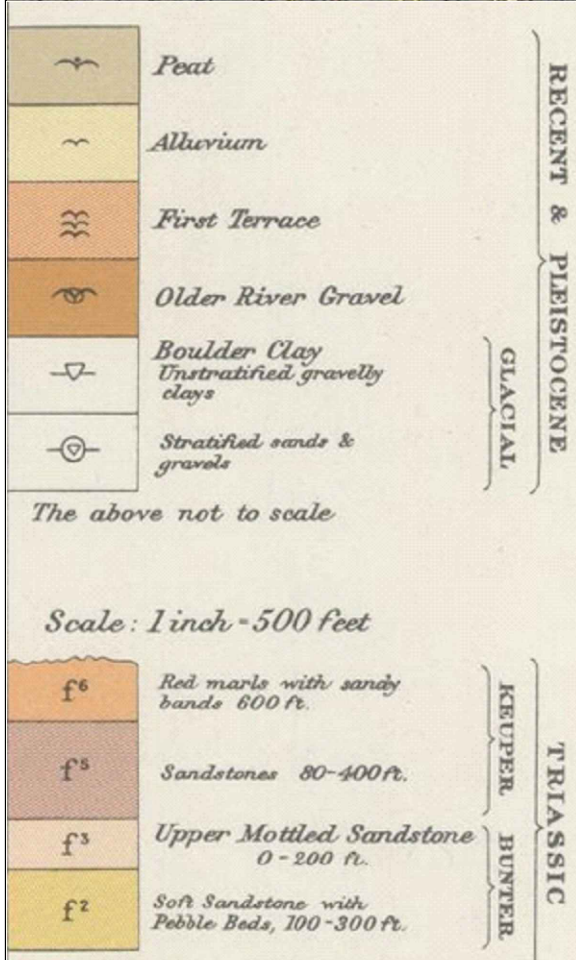 Peat
Alluvium
First Terrace
Older River Gravel
Boulder Clay
Unstratified gravelly
clays
Stratified sands &
gravels
GLACIAL
RECENT & PLEISTOCENE
The above not to scale
Scale: 1 inch = 500 feet
f⁶
Red marls with sandy
bands 600 ft.
f⁵
Sandstones 80-400 ft.
KEUPER
f³
Upper Mottled Sandstone
0-200 ft.
f²
Soft Sandstone with
Pebble Beds, 100-300 ft.
BUNTER
TRIASSIC